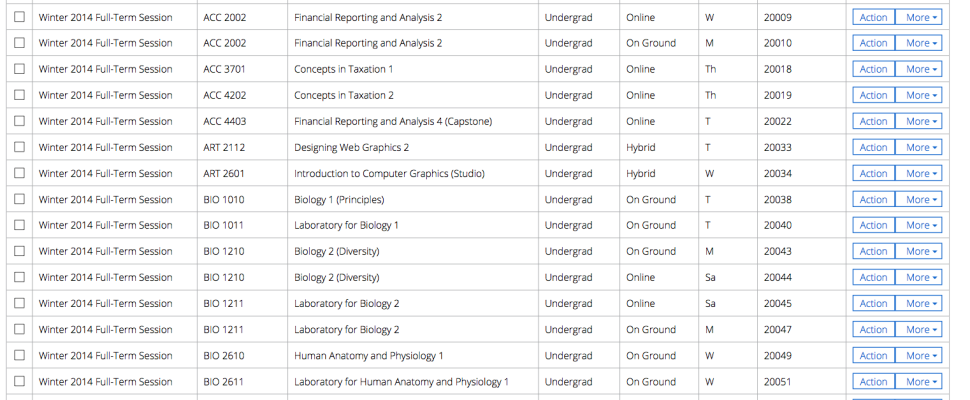 Winter 2014 Full-Term Session ACC 2002 Financial Reporting and Analysis 2 Undergrad Online W 20009 Action More
Winter 2014 Full-Term Session ACC 2002 Financial Reporting and Analysis 2 Undergrad On Ground M 20010 Action More
Winter 2014 Full-Term Session ACC 3701 Concepts in Taxation 1 Undergrad Online Th 20018 Action More
Winter 2014 Full-Term Session ACC 4202 Concepts in Taxation 2 Undergrad Online Th 20019 Action More
Winter 2014 Full-Term Session ACC 4403 Financial Reporting and Analysis 4 (Capstone) Undergrad Online T 20022 Action More
Winter 2014 Full-Term Session ART 2112 Designing Web Graphics 2 Undergrad Hybrid T 20033 Action More
Winter 2014 Full-Term Session ART 2601 Introduction to Computer Graphics (Studio) Undergrad Hybrid W 20034 Action More
Winter 2014 Full-Term Session BIO 1010 Biology 1 (Principles) Undergrad On Ground T 20038 Action More
Winter 2014 Full-Term Session BIO 1011 Laboratory for Biology 1 Undergrad On Ground T 20040 Action More
Winter 2014 Full-Term Session BIO 1210 Biology 2 (Diversity) Undergrad On Ground M 20043 Action More
Winter 2014 Full-Term Session BIO 1210 Biology 2 (Diversity) Undergrad Online Sa 20044 Action More
Winter 2014 Full-Term Session BIO 1211 Laboratory for Biology 2 Undergrad Online Sa 20045 Action More
Winter 2014 Full-Term Session BIO 1211 Laboratory for Biology 2 Undergrad On Ground M 20047 Action More
Winter 2014 Full-Term Session BIO 2610 Human Anatomy and Physiology 1 Undergrad On Ground W 20049 Action More
Winter 2014 Full-Term Session BIO 2611 Laboratory for Human Anatomy and Physiology 1 Undergrad On Ground W 20051 Action More